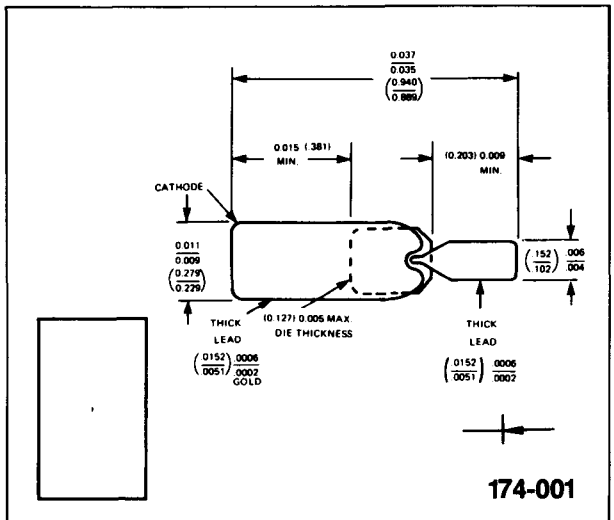 0.037
0.035
(0.940
0.889)
0.015 (.381)
MIN.
(0.203) 0.009
MIN.
CATHODE
0.011
0.009
(0.279
0.229)
(.152
.102) .006
.004
THICK
LEAD
(.0152
.0051) .0006
.0002
GOLD
(0.127) 0.005 MAX.
DIE THICKNESS
THICK
LEAD
(.0152
.0051) .0006
.0002
174-001